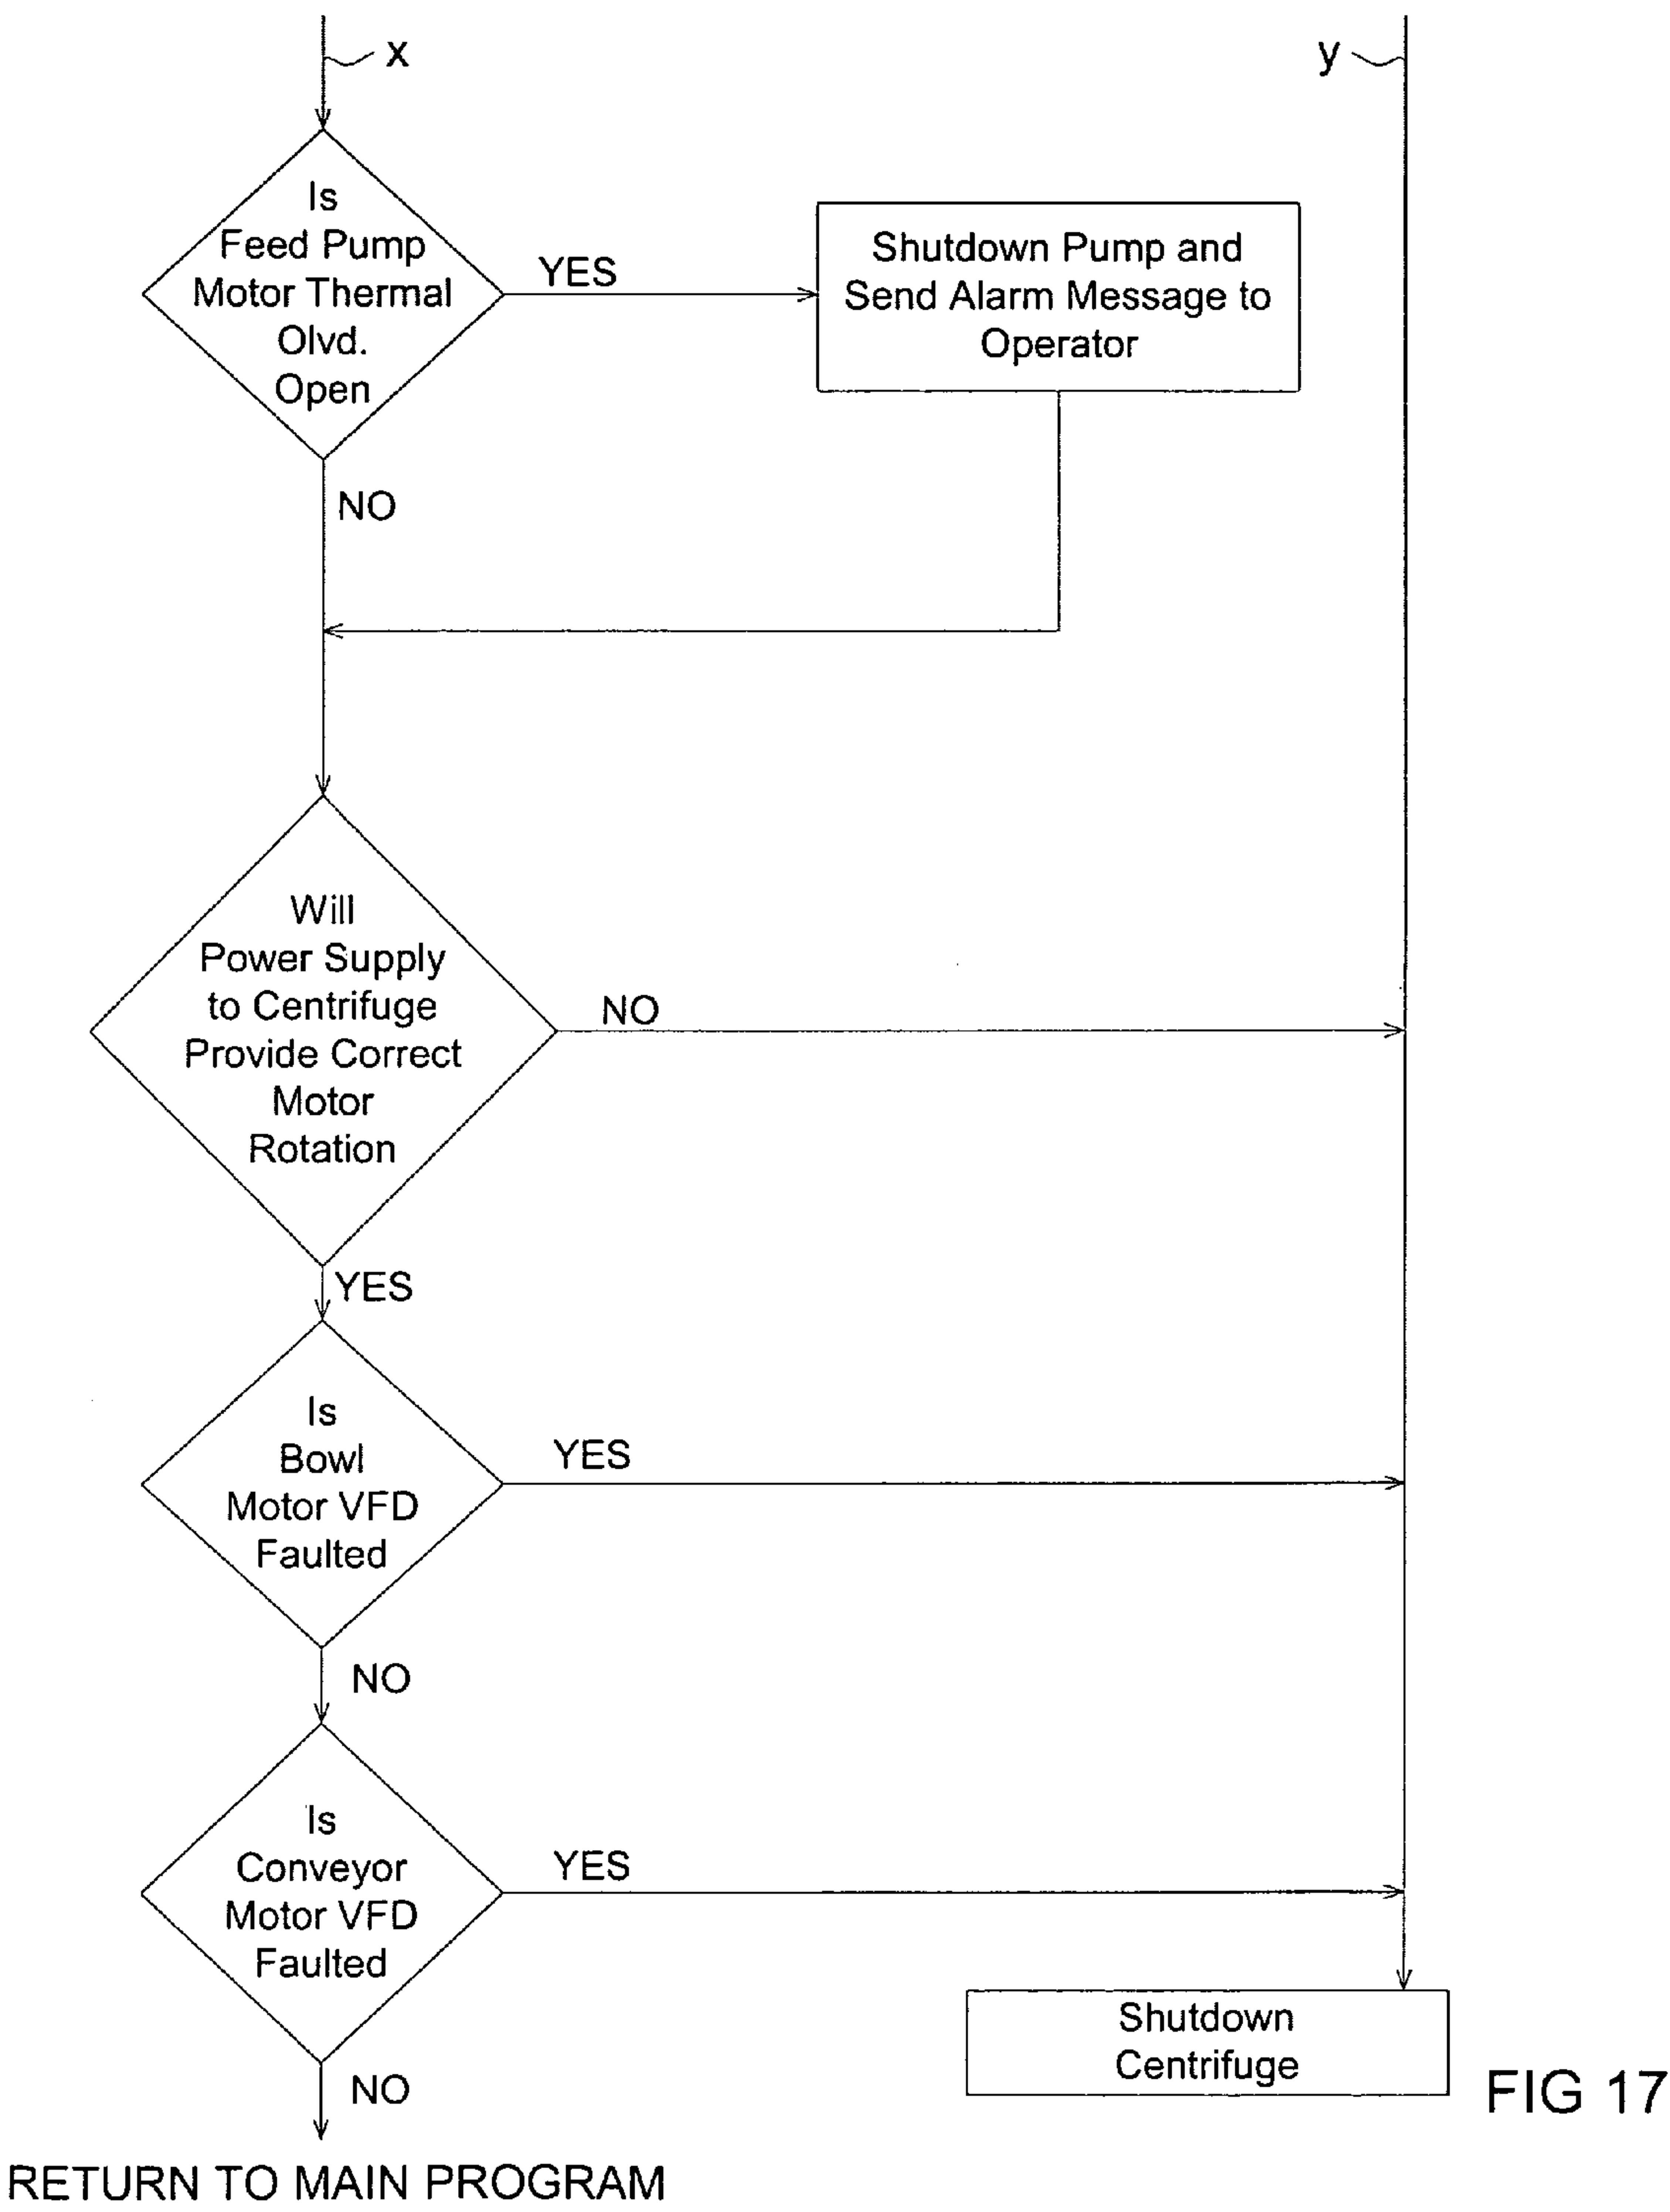 x
y
Is
Feed Pump
Motor Thermal
Olvd.
Open
YES
Shutdown Pump and
Send Alarm Message to
Operator
NO
Will
Power Supply
to Centrifuge
Provide Correct
Motor
Rotation
NO
YES
Is
Bowl
Motor VFD
Faulted
YES
NO
Is
Conveyor
Motor VFD
Faulted
YES
Shutdown
Centrifuge
NO
FIG 17
RETURN TO MAIN PROGRAM